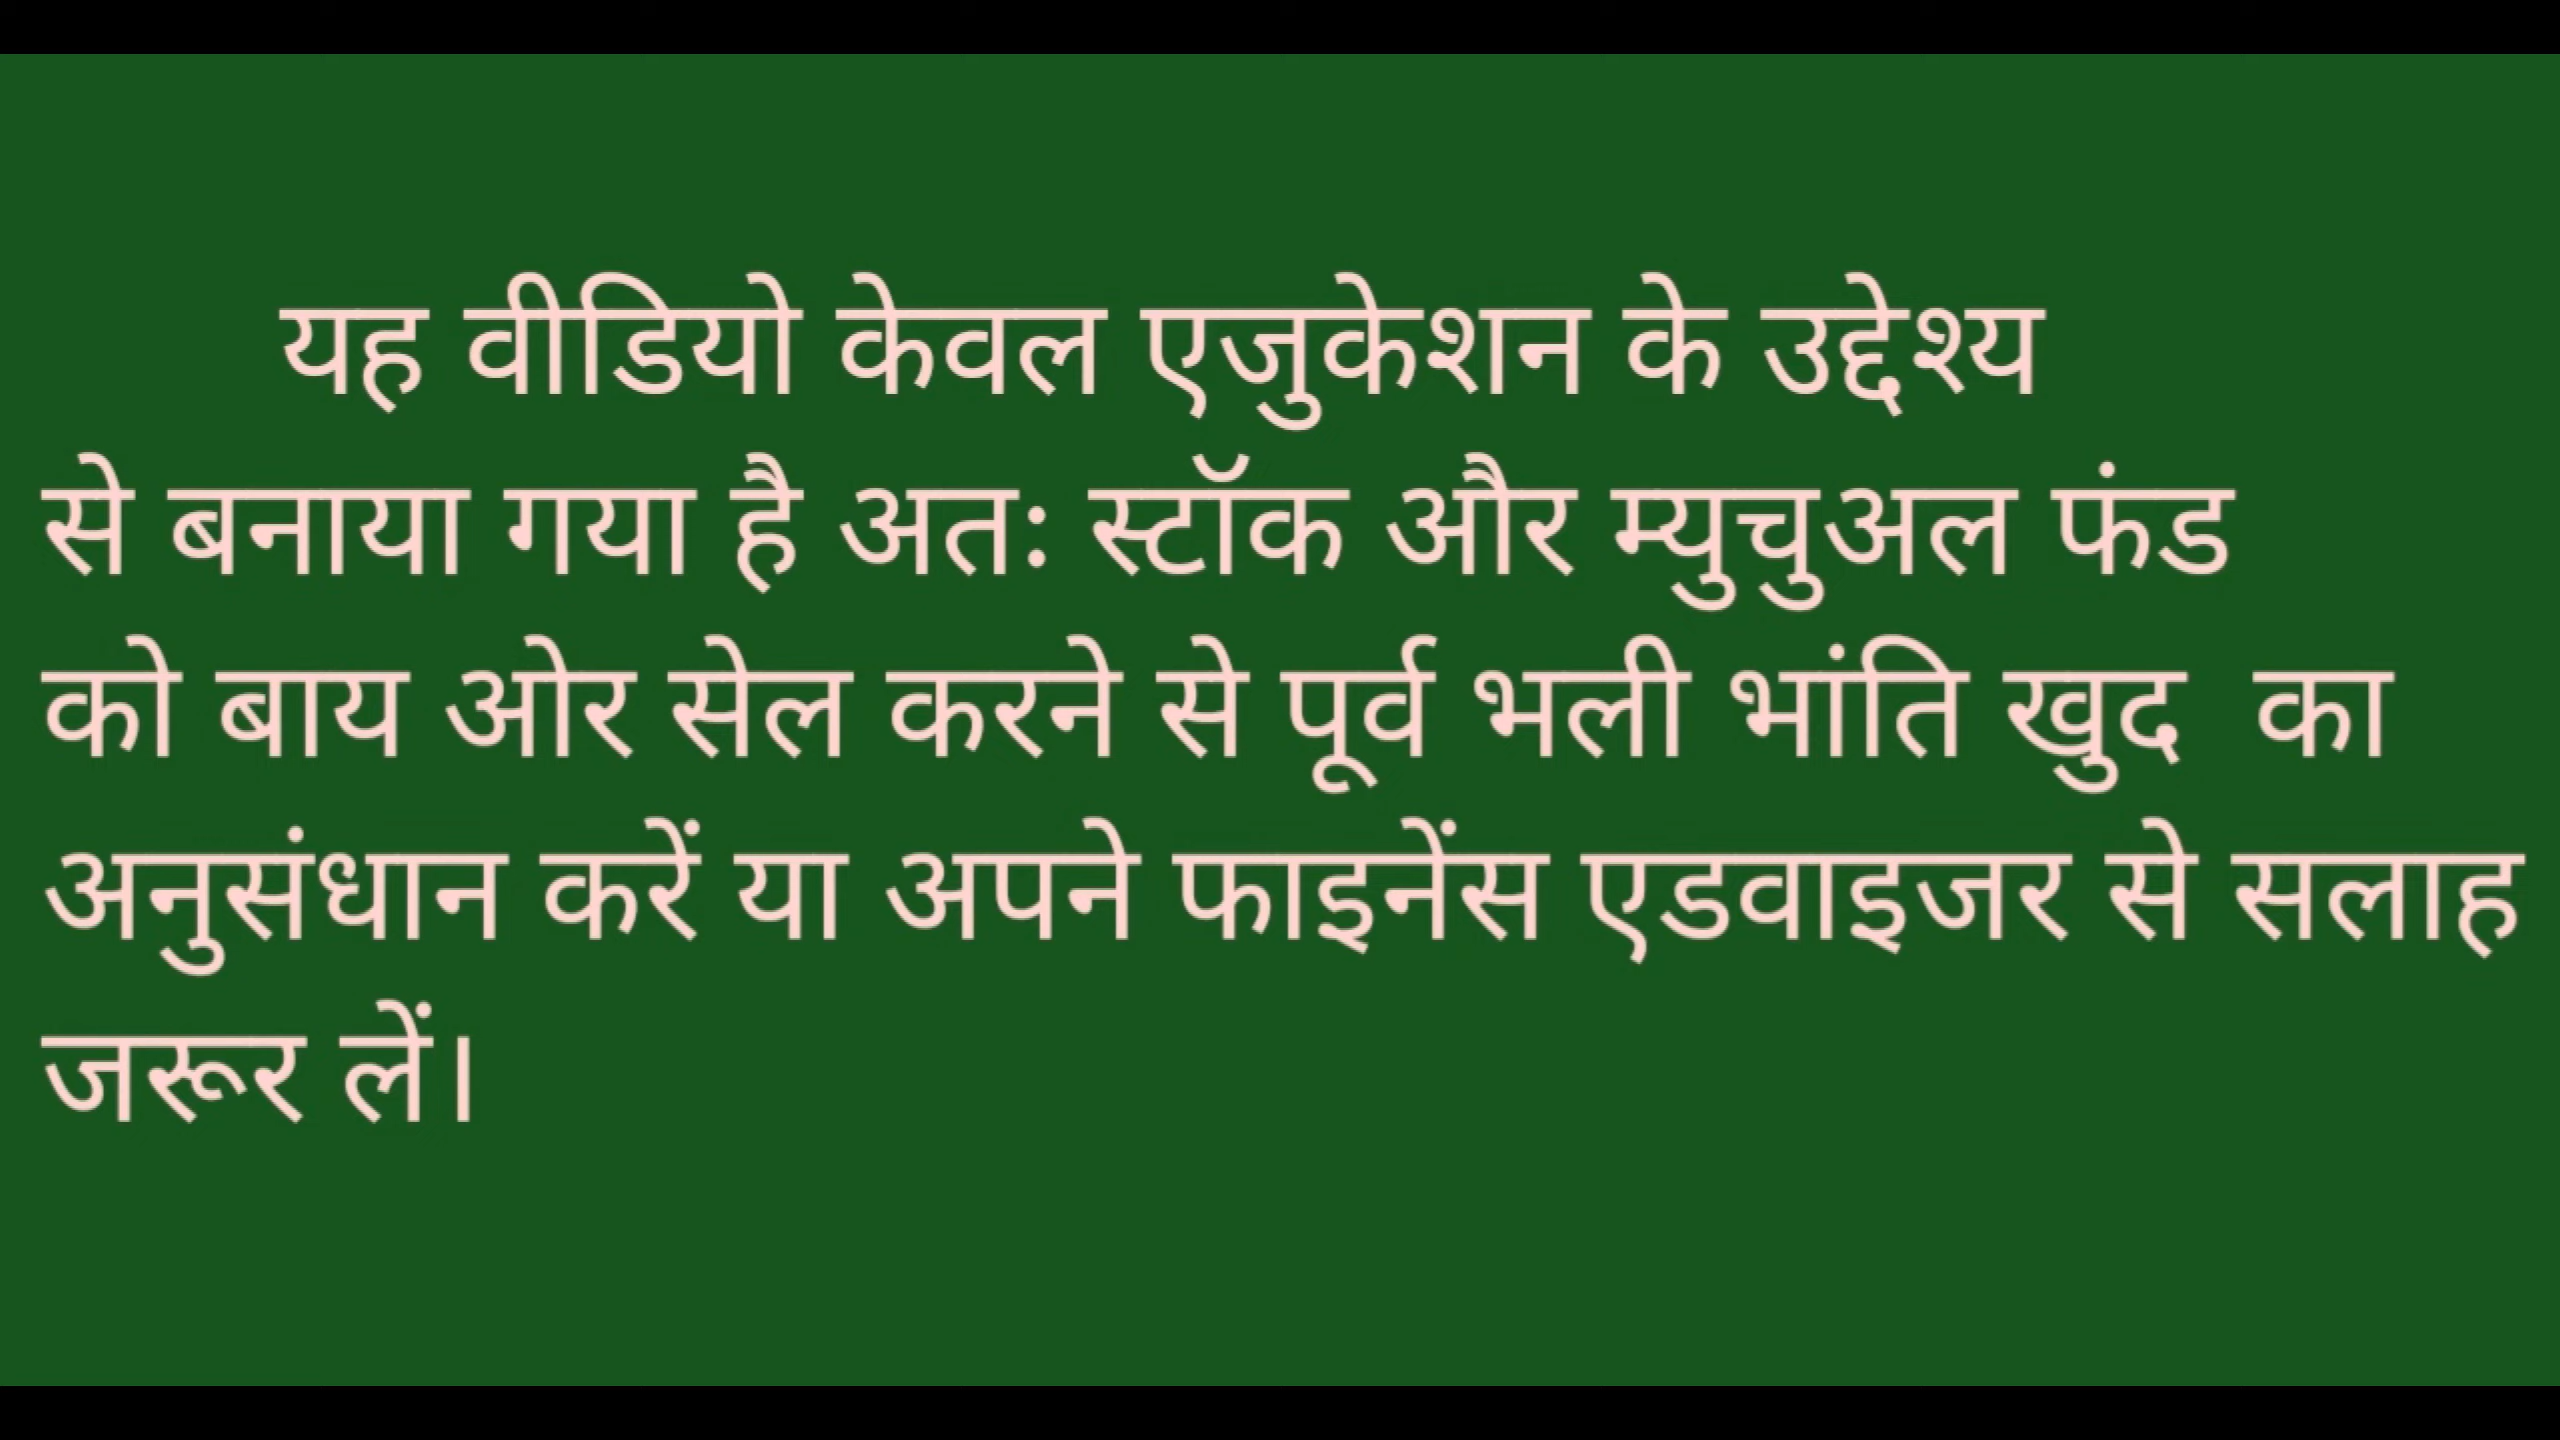 यह वीडियो केवल एजुकेशन के उद्देश्य
से बनाया गया है अतः स्टॉक और म्युचुअल फंड
को बाय ओर सेल करने से पूर्व भली भांति खुद का
अनुसंधान करें या अपने फाइनेंस एडवाइजर से सलाह
जरूर लें।